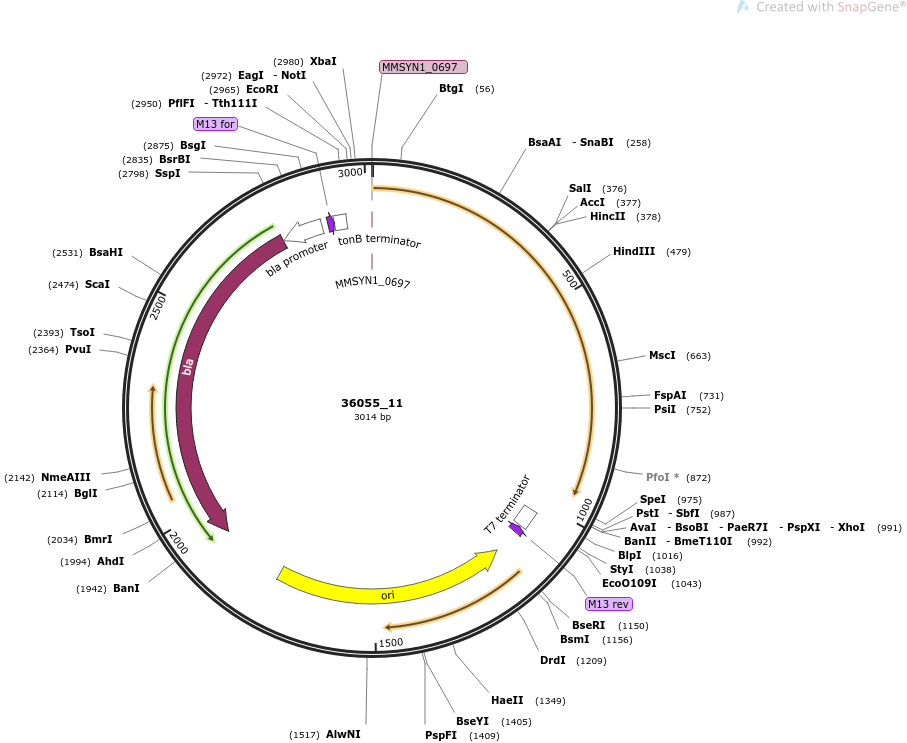 Created with SnapGene®
(2980) XbaI
MMSYN1_0697
(2972) EagI - NotI
(2965) EcoRI
BtgI (56)
(2950) PflFI - Tth111I
M13 for
(2875) BsgI
(2835) BsrBI
(2798) SspI
BsaAI - SnaBI (258)
3000
SalI (376)
AccI (377)
HincII (378)
tonB terminator
bla promoter
(2531) BsaHI
HindIII (479)
500
MMSYN1_0697
(2474) ScaI
2500
(2393) TsoI
(2364) PvuI
MscI (663)
bla
FspAI (731)
PsiI (752)
36055_11
3014 bp
(2142) NmeAIII
(2114) BglI
PfoI * (872)
T7 terminator
1000
SpeI (975)
PstI - SbfI (987)
AvaI - BsoBI - PaeR7I - PspXI - XhoI (991)
BanII - BmeT110I (992)
BlpI (1016)
StyI (1038)
EcoO109I (1043)
(2034) BmrI
2000
(1994) AhdI
(1942) BanI
ori
M13 rev
BseRI (1150)
BsmI (1156)
DrdI (1209)
1500
HaeII (1349)
BseYI (1405)
PspFI (1409)
(1517) AlwNI